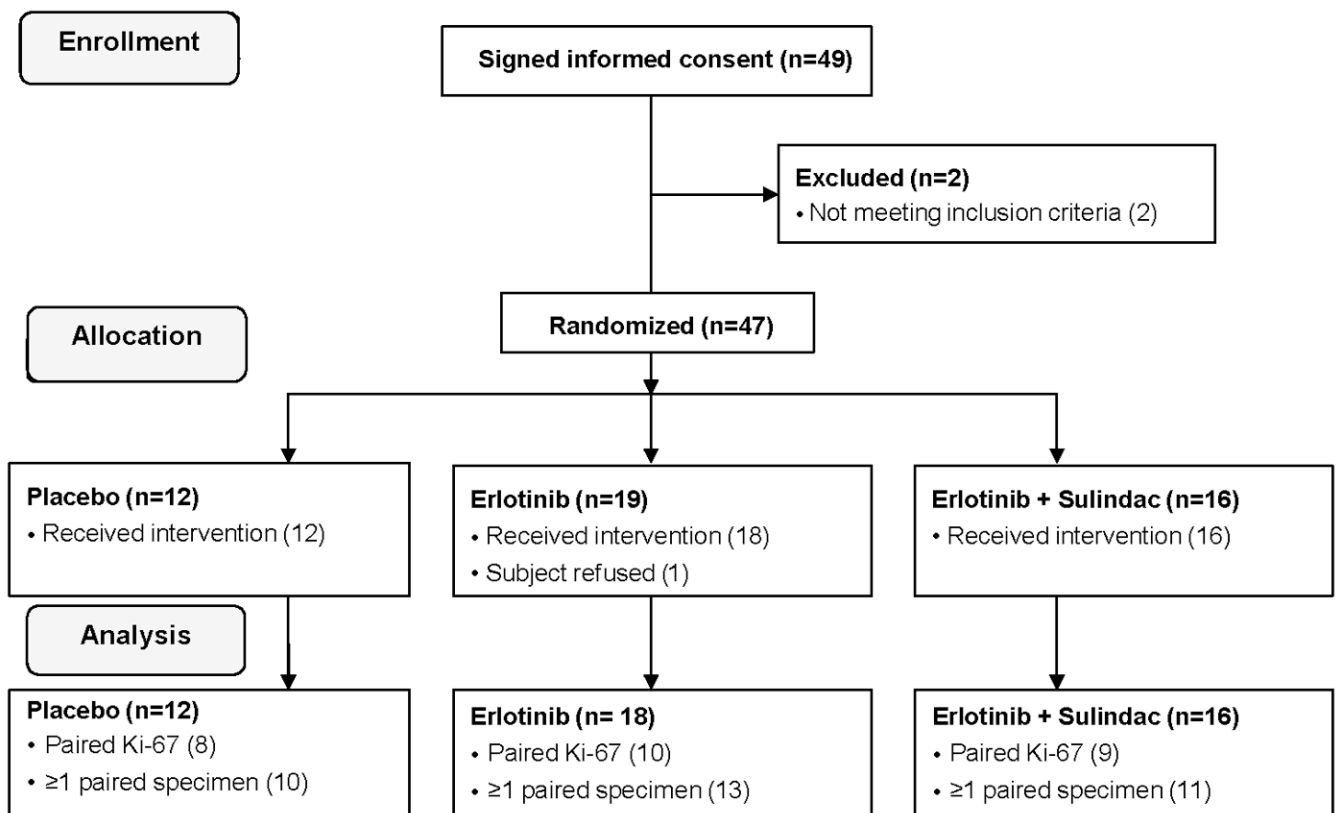 Enrollment
Signed informed consent (n=49)
Excluded (n=2)
• Not meeting inclusion criteria (2)
Allocation
Randomized (n=47)
Placebo (n=12)
• Received intervention (12)
Erlotinib (n=19)
• Received intervention (18)
• Subject refused (1)
Erlotinib + Sulindac (n=16)
• Received intervention (16)
Analysis
Placebo (n=12)
• Paired Ki-67 (8)
• ≥1 paired specimen (10)
Erlotinib (n= 18)
• Paired Ki-67 (10)
• ≥1 paired specimen (13)
Erlotinib + Sulindac (n=16)
• Paired Ki-67 (9)
• ≥1 paired specimen (11)